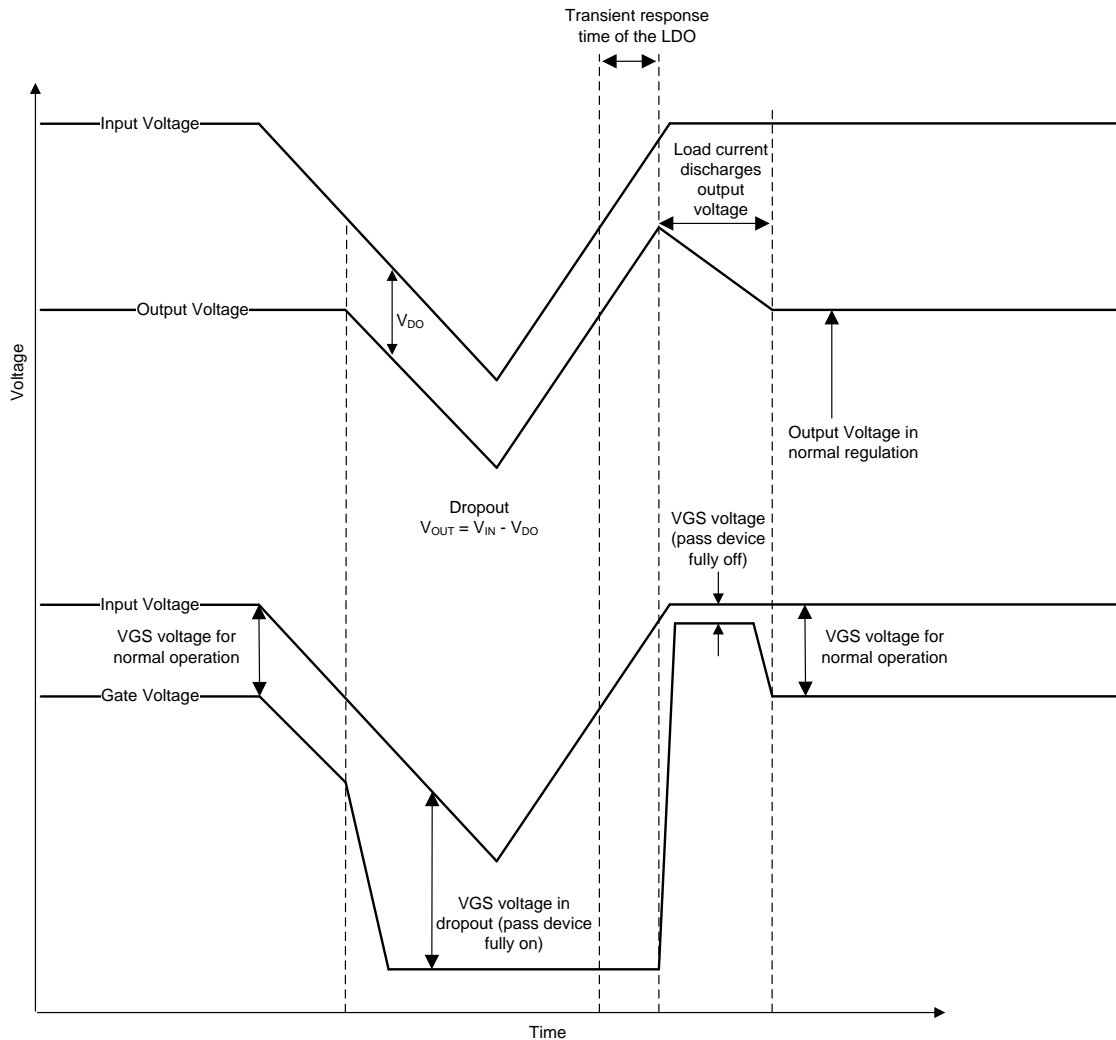 Transient response
time of the LDO
Input Voltage
Load current
discharges
output
voltage
Output Voltage
VDO
Voltage
Output Voltage in
normal regulation
Dropout
VOUT = VIN - VDO
VGS voltage
(pass device
fully off)
Input Voltage
VGS voltage for
normal operation
VGS voltage for
normal operation
Gate Voltage
VGS voltage in
dropout (pass device
fully on)
Time